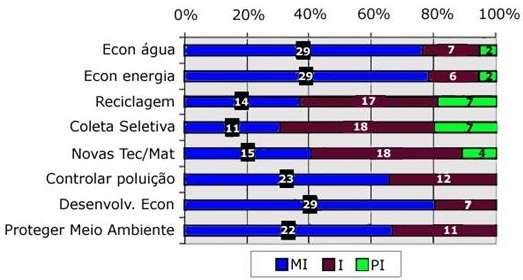 0% 20% 40% 60% 80% 100%
Econ água 29 7 2
Econ energia 29 6 2
Reciclagem 14 17 7
Coleta Seletiva 11 18 7
Novas Tec/Mat 15 18 4
Controlar poluição 23 12
Desenvolv. Econ 29 7
Proteger Meio Ambiente 22 11
MI I PI